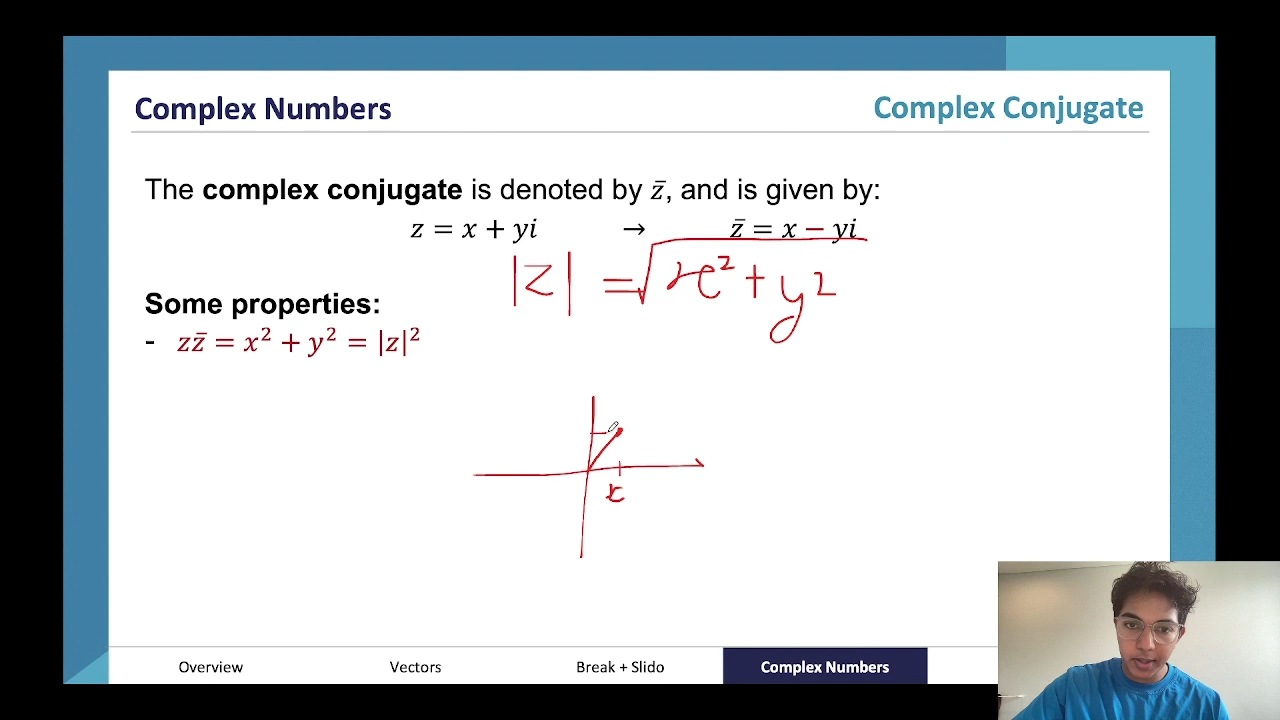 Complex Numbers
Complex Conjugate
The complex conjugate is denoted by z̄, and is given by:
z = x + yi → z̄ = x − yi
|z| = √x² + y²
Some properties:
- zz̄ = x² + y² = |z|²
x
Overview
Vectors
Break + Slido
Complex Numbers